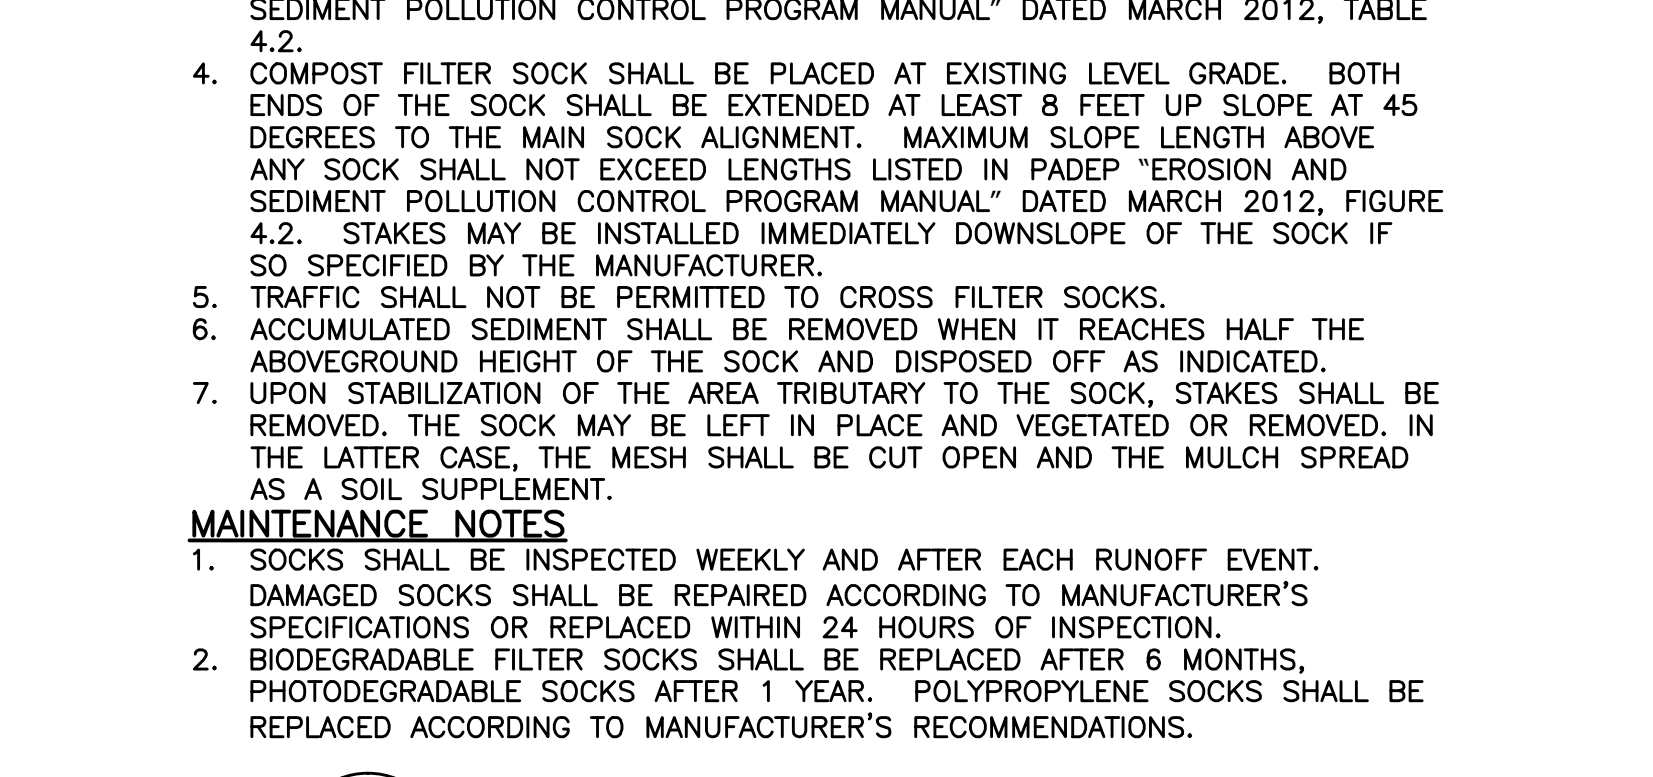 SEDIMENT POLLUTION CONTROL PROGRAM MANUAL" DATED MARCH 2012, TABLE
4.2.
4. COMPOST FILTER SOCK SHALL BE PLACED AT EXISTING LEVEL GRADE. BOTH
ENDS OF THE SOCK SHALL BE EXTENDED AT LEAST 8 FEET UP SLOPE AT 45
DEGREES TO THE MAIN SOCK ALIGNMENT. MAXIMUM SLOPE LENGTH ABOVE
ANY SOCK SHALL NOT EXCEED LENGTHS LISTED IN PADEP “EROSION AND
SEDIMENT POLLUTION CONTROL PROGRAM MANUAL” DATED MARCH 2012, FIGURE
4.2. STAKES MAY BE INSTALLED IMMEDIATELY DOWNSLOPE OF THE SOCK IF
SO SPECIFIED BY THE MANUFACTURER.
5. TRAFFIC SHALL NOT BE PERMITTED TO CROSS FILTER SOCKS.
6. ACCUMULATED SEDIMENT SHALL BE REMOVED WHEN IT REACHES HALF THE
ABOVEGROUND HEIGHT OF THE SOCK AND DISPOSED OFF AS INDICATED.
7. UPON STABILIZATION OF THE AREA TRIBUTARY TO THE SOCK, STAKES SHALL BE
REMOVED. THE SOCK MAY BE LEFT IN PLACE AND VEGETATED OR REMOVED. IN
THE LATTER CASE, THE MESH SHALL BE CUT OPEN AND THE MULCH SPREAD
AS A SOIL SUPPLEMENT.
MAINTENANCE NOTES
1. SOCKS SHALL BE INSPECTED WEEKLY AND AFTER EACH RUNOFF EVENT.
DAMAGED SOCKS SHALL BE REPAIRED ACCORDING TO MANUFACTURER’S
SPECIFICATIONS OR REPLACED WITHIN 24 HOURS OF INSPECTION.
2. BIODEGRADABLE FILTER SOCKS SHALL BE REPLACED AFTER 6 MONTHS,
PHOTODEGRADABLE SOCKS AFTER 1 YEAR. POLYPROPYLENE SOCKS SHALL BE
REPLACED ACCORDING TO MANUFACTURER’S RECOMMENDATIONS.